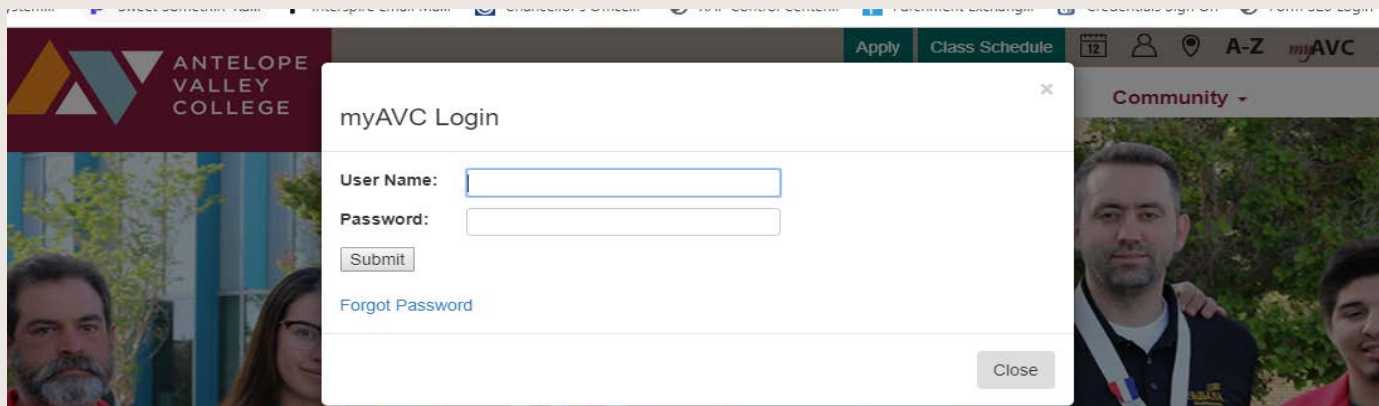 Apply Class Schedule 12 A-Z myAVC
ANTELOPE
VALLEY
COLLEGE
Community
myAVC Login
×
User Name:
Password:
Submit
Forgot Password
Close